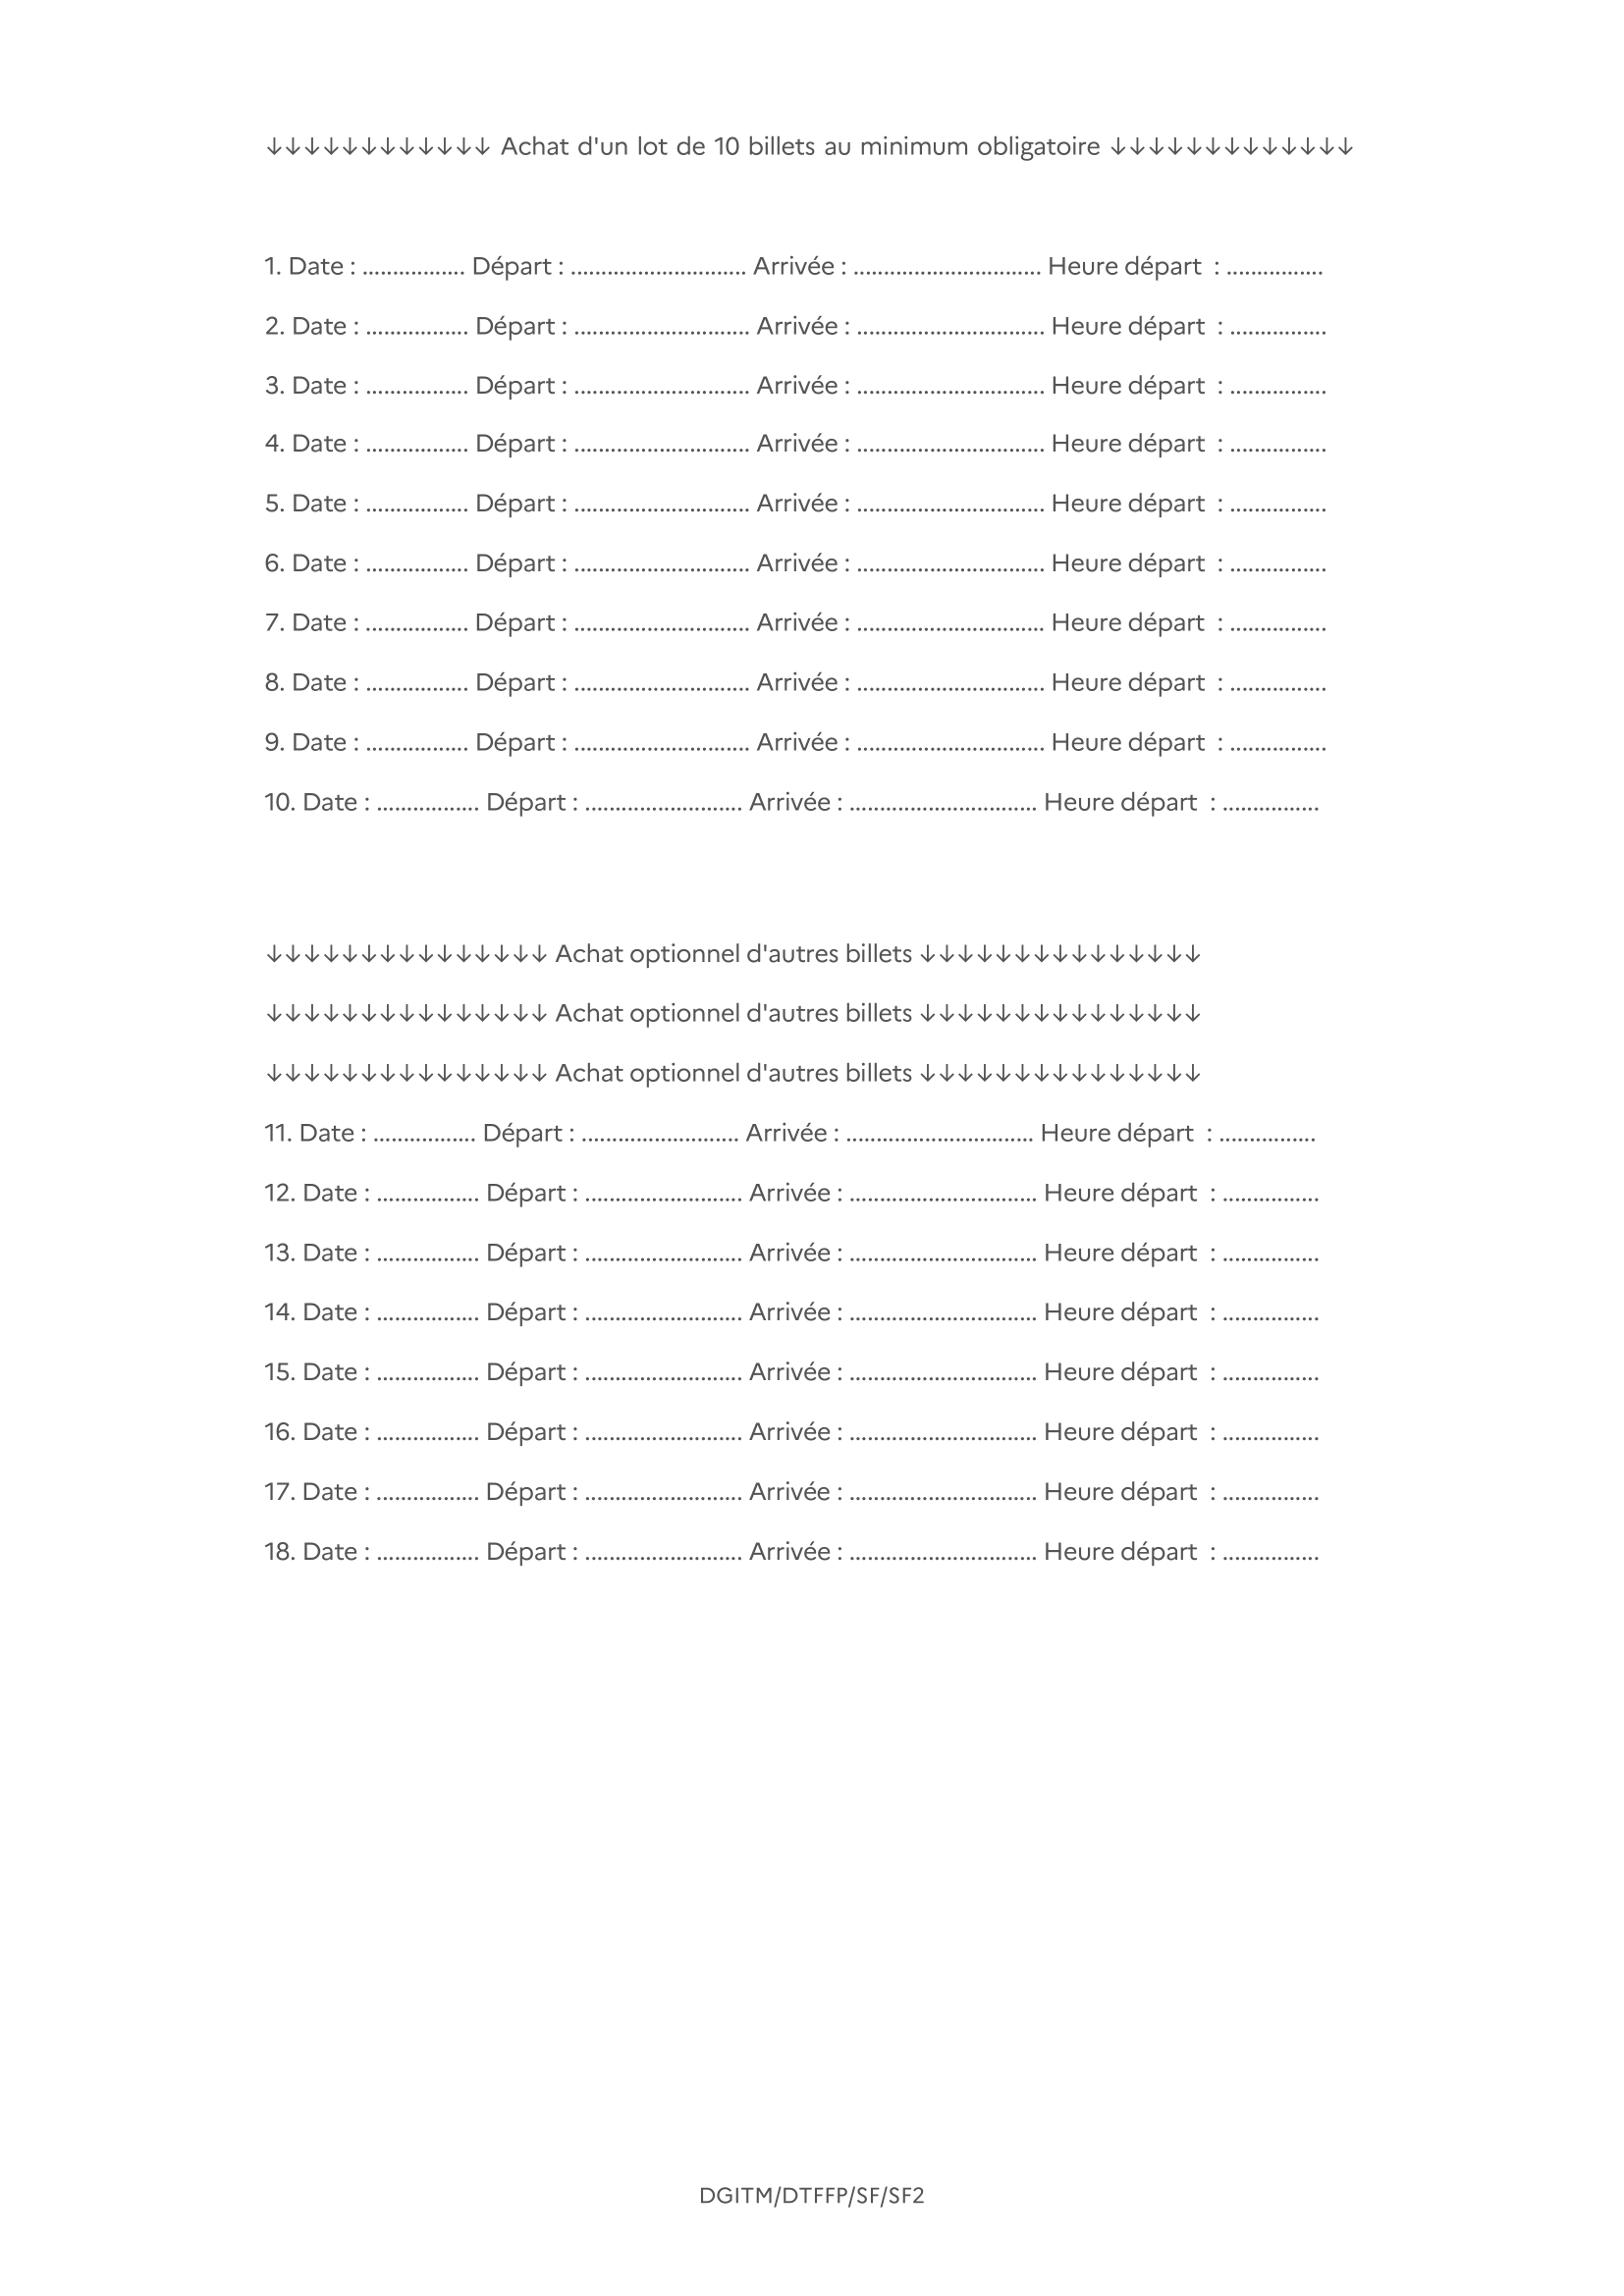 ↓↓↓↓↓↓↓↓↓↓↓↓ Achat d'un lot de 10 billets au minimum obligatoire ↓↓↓↓↓↓↓↓↓↓↓↓↓
1. Date : ................. Départ : ............................. Arrivée : ............................... Heure départ : ................
2. Date : ................. Départ : ............................. Arrivée : ............................... Heure départ : ................
3. Date : ................. Départ : ............................. Arrivée : ............................... Heure départ : ................
4. Date : ................. Départ : ............................. Arrivée : ............................... Heure départ : ................
5. Date : ................. Départ : ............................. Arrivée : ............................... Heure départ : ................
6. Date : ................. Départ : ............................. Arrivée : ............................... Heure départ : ................
7. Date : ................. Départ : ............................. Arrivée : ............................... Heure départ : ................
8. Date : ................. Départ : ............................. Arrivée : ............................... Heure départ : ................
9. Date : ................. Départ : ............................. Arrivée : ............................... Heure départ : ................
10. Date : ................. Départ : .......................... Arrivée : ............................... Heure départ : ................
↓↓↓↓↓↓↓↓↓↓↓↓↓↓↓ Achat optionnel d'autres billets ↓↓↓↓↓↓↓↓↓↓↓↓↓↓↓
↓↓↓↓↓↓↓↓↓↓↓↓↓↓↓ Achat optionnel d'autres billets ↓↓↓↓↓↓↓↓↓↓↓↓↓↓↓
↓↓↓↓↓↓↓↓↓↓↓↓↓↓↓ Achat optionnel d'autres billets ↓↓↓↓↓↓↓↓↓↓↓↓↓↓↓
11. Date : ................. Départ : .......................... Arrivée : ............................... Heure départ : ................
12. Date : ................. Départ : .......................... Arrivée : ............................... Heure départ : ................
13. Date : ................. Départ : .......................... Arrivée : ............................... Heure départ : ................
14. Date : ................. Départ : .......................... Arrivée : ............................... Heure départ : ................
15. Date : ................. Départ : .......................... Arrivée : ............................... Heure départ : ................
16. Date : ................. Départ : .......................... Arrivée : ............................... Heure départ : ................
17. Date : ................. Départ : .......................... Arrivée : ............................... Heure départ : ................
18. Date : ................. Départ : .......................... Arrivée : ............................... Heure départ : ................
DGITM/DTFFP/SF/SF2